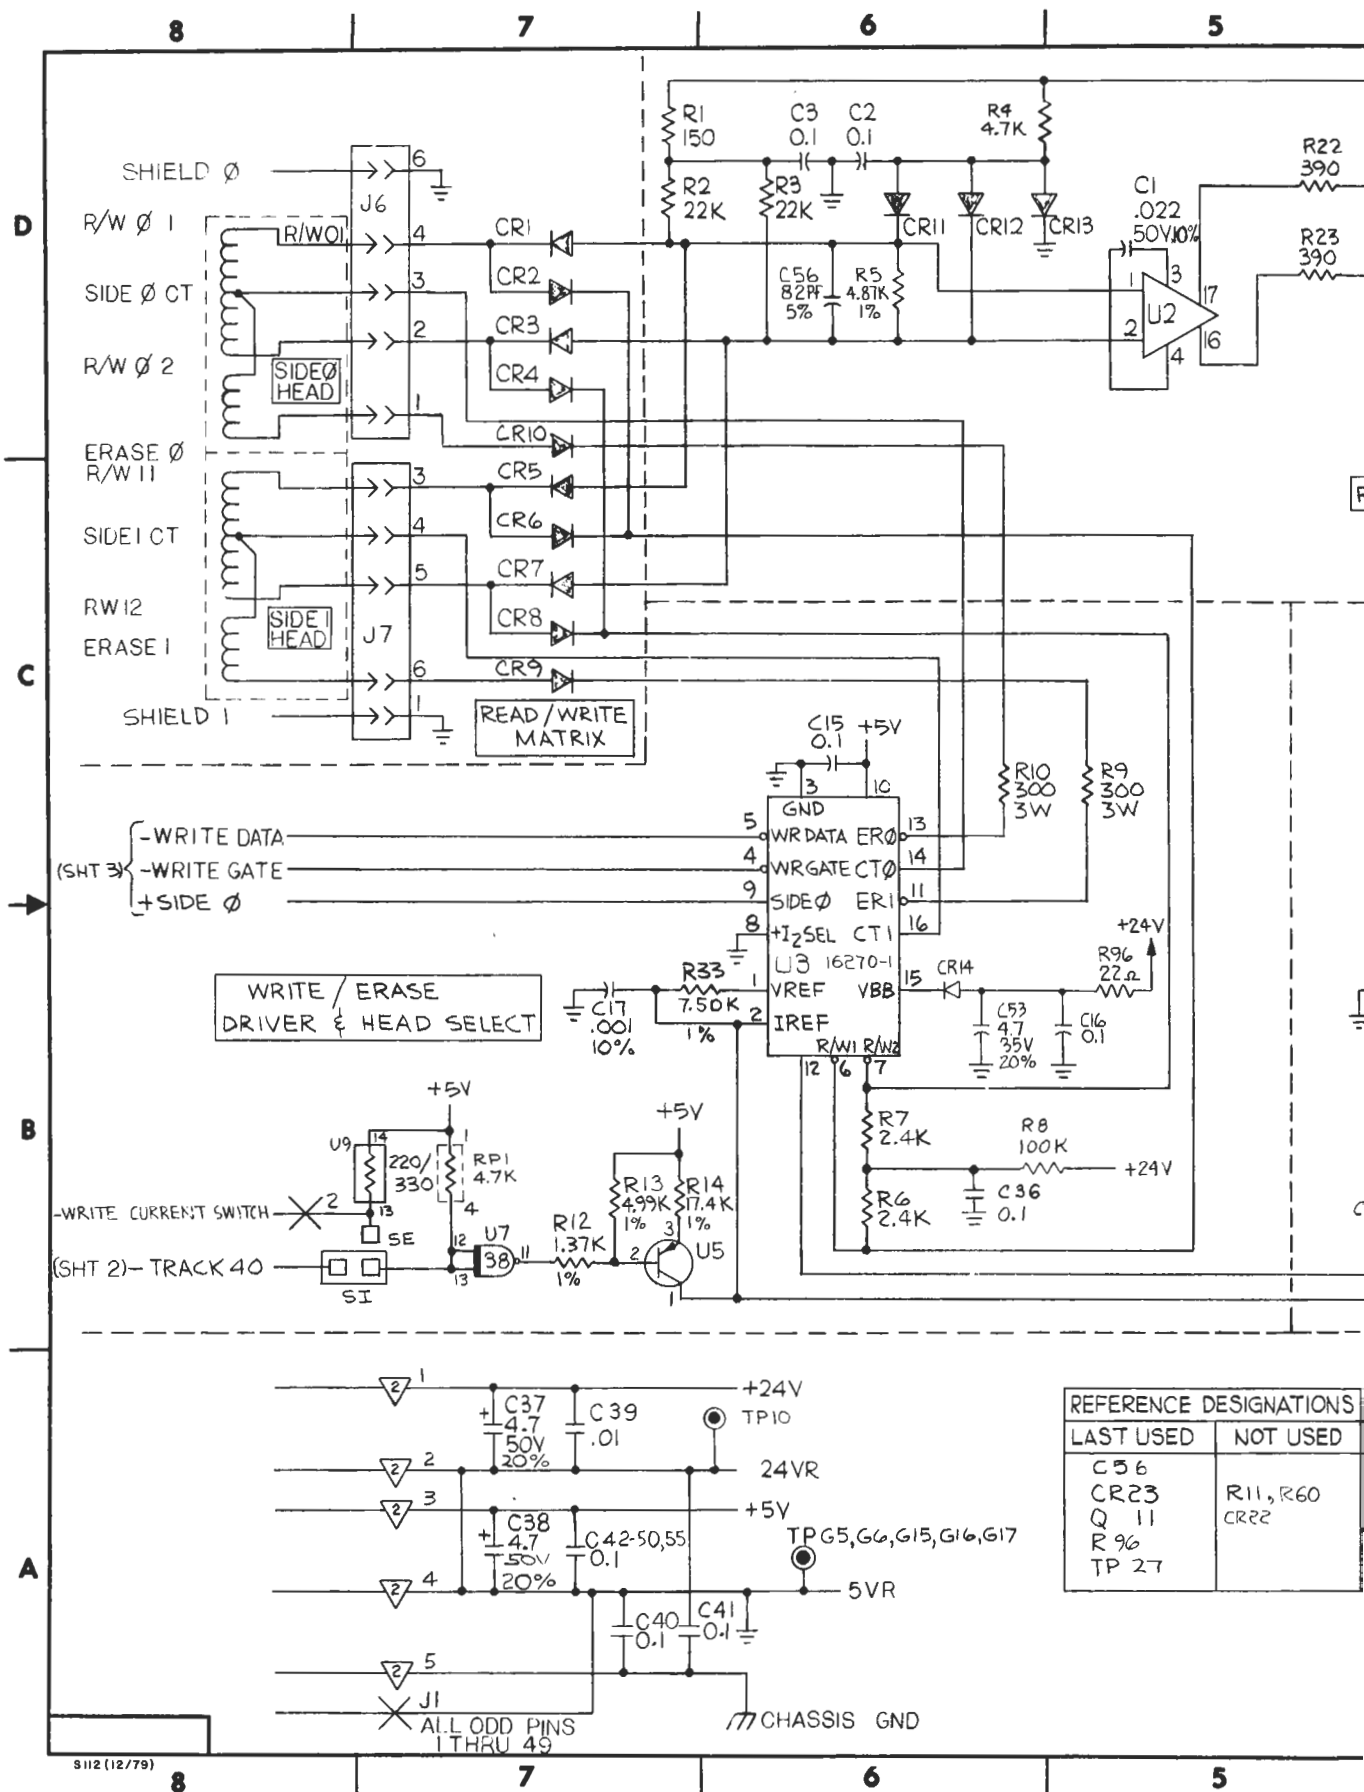 8 7 6 5
D
C
B
A
SHIELD Ø
R/W Ø 1
SIDE Ø CT
R/W Ø 2
ERASE Ø
R/W 11
SIDE 1 CT
RW12
ERASE 1
SHIELD 1
R/W01
SIDEØ
HEAD
SIDE 1
HEAD
J6
6
4
3
2
1
J7
3
4
5
6
1
CR1
CR2
CR3
CR4
CR10
CR5
CR6
CR7
CR8
CR9
READ/WRITE
MATRIX
R1
150
C3
0.1
C2
0.1
R4
4.7K
R2
22K
R3
22K
CR11
CR12
CR13
C56
82PF
5%
R5
4.87K
1%
C1
.022
50V10%
1
2
3
4
U2
17
16
R22
390
R23
390
C15
0.1
+5V
R10
300
3W
R9
300
3W
(SHT 3)
-WRITE DATA
-WRITE GATE
+SIDE Ø
3
GND
10
5
WRDATA
ERØ
13
4
WRGATE
CTØ
14
9
SIDEØ
ER1
11
8
+I2SEL
CT1
16
U3
16270-1
1
VREF
VBB
15
2
IREF
R/W1
R/W2
12
6
7
WRITE / ERASE
DRIVER & HEAD SELECT
C17
.001
10%
R33
7.50K
1%
CR14
+24V
R96
22Ω
C53
4.7
35V
20%
C16
0.1
R7
2.4K
R8
100K
+24V
R6
2.4K
C36
0.1
+5V
U9
14
220/
330
13
1
RP1
4.7K
4
-WRITE CURRENT SWITCH
2
SE
(SHT 2)-TRACK 40
SI
12
13
U7
38
11
R12
1.37K
1%
+5V
R13
4.99K
1%
R14
17.4K
1%
2
3
1
U5
2 1
+24V
C37
+
4.7
50V
20%
C39
.01
TP10
2 2
24VR
2 3
+5V
C38
+
4.7
50V
20%
C42-50,55
0.1
TP G5,G6,G15,G16,G17
2 4
5VR
C40
0.1
C41
0.1
2 5
J1
ALL ODD PINS
1 THRU 49
CHASSIS GND
REFERENCE DESIGNATIONS
LAST USED NOT USED
C56
CR23
Q 11
R 96
TP 27
R11, R60
CR22
S112 (12/79)
8 7 6 5